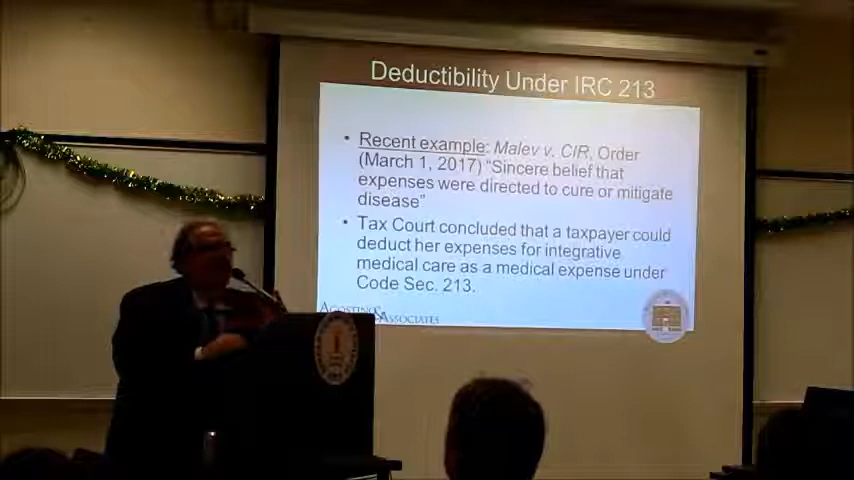 Deductibility Under IRC 213
• Recent example: Malev v. CIR, Order
(March 1, 2017) “Sincere belief that
expenses were directed to cure or mitigate
disease”
• Tax Court concluded that a taxpayer could
deduct her expenses for integrative
medical care as a medical expense under
Code Sec. 213.
AGOSTINO & ASSOCIATES